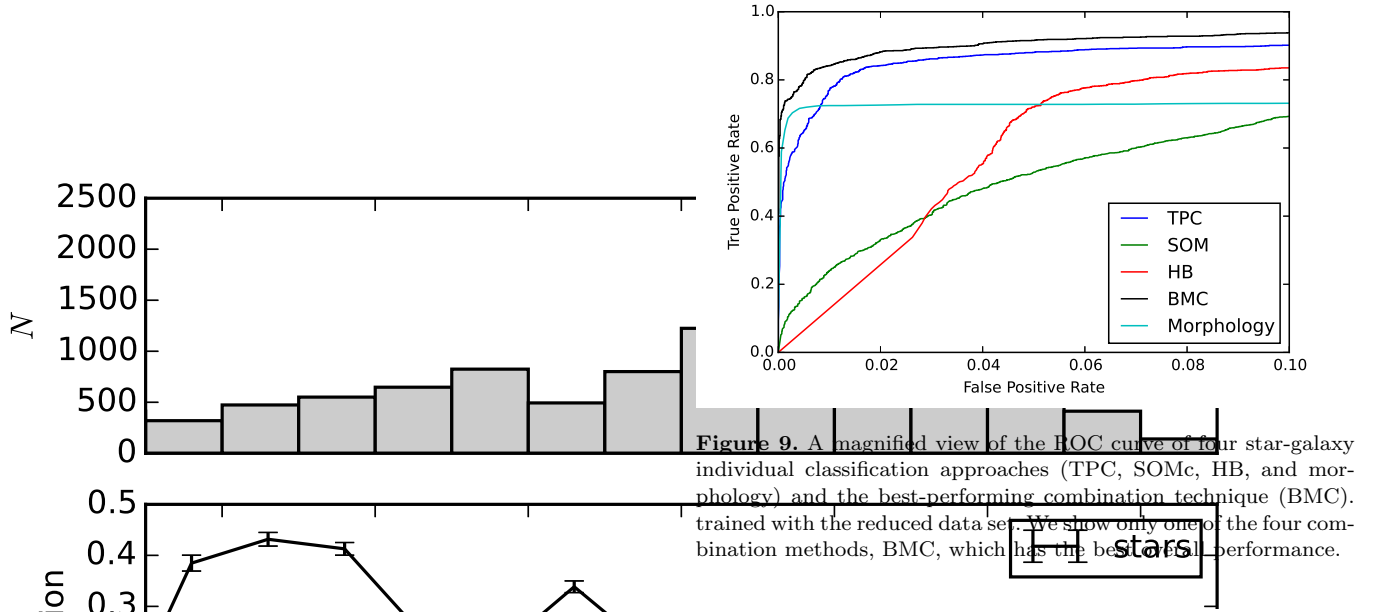 1.0
0.8
0.6
0.4
0.2
0.0
True Positive Rate
TPC
SOM
HB
BMC
Morphology
0.00 0.02 0.04 0.06 0.08 0.10
False Positive Rate
2500
2000
1500
1000
500
0
N
Figure 9. A magnified view of the ROC curve of four star-galaxy
individual classification approaches (TPC, SOMc, HB, and mor-
phology) and the best-performing combination technique (BMC).
trained with the reduced data set. We show only one of the four com-
bination methods, BMC, which has the best overall performance.
0.5
0.4
0.3
stars